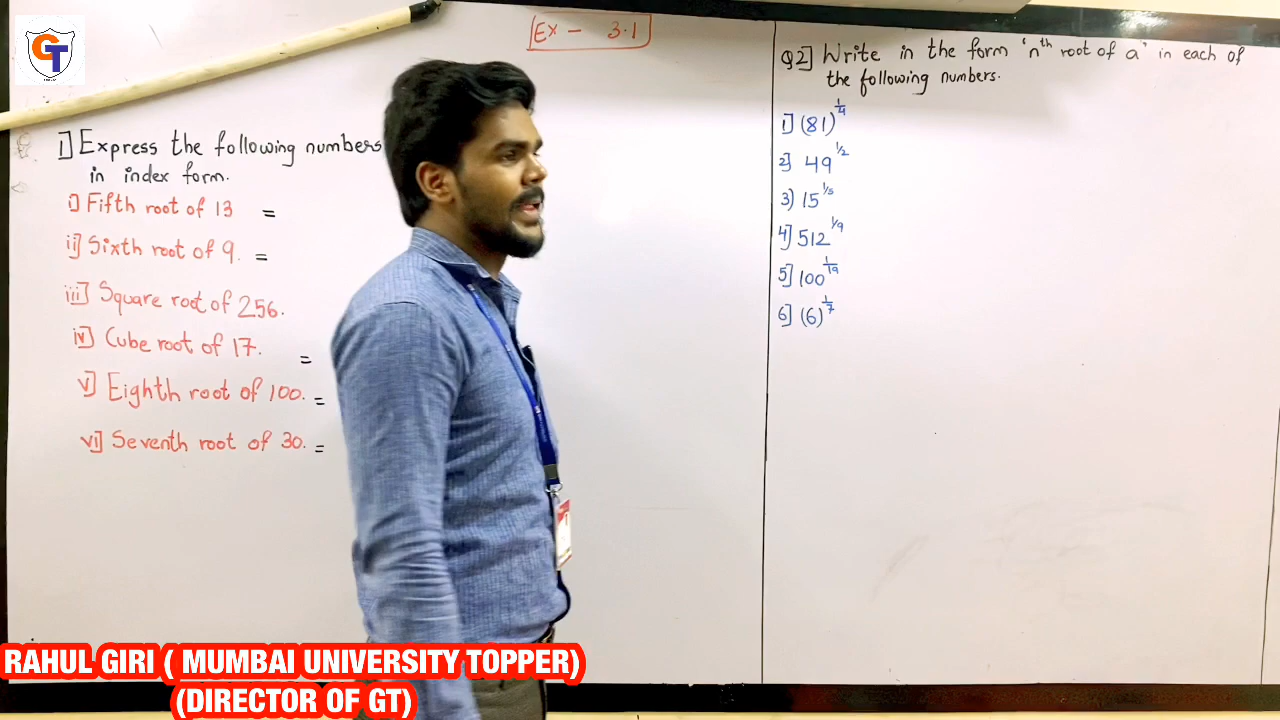 GT
Ex - 3.1
1] Express the following numbers
in index form.
i] Fifth root of 13 =
ii] Sixth root of 9. =
iii] Square root of 256.
iv] Cube root of 17. =
v] Eighth root of 100. =
vi] Seventh root of 30. =
Q2] Write in the form 'nᵗʰ root of a' in each of
the following numbers.
1] (81)^1/4
2] 49^1/2
3) 15^1/5
4] 512^1/9
5] 100^1/19
6] (6)^1/7
RAHUL GIRI ( MUMBAI UNIVERSITY TOPPER)
(DIRECTOR OF GT)